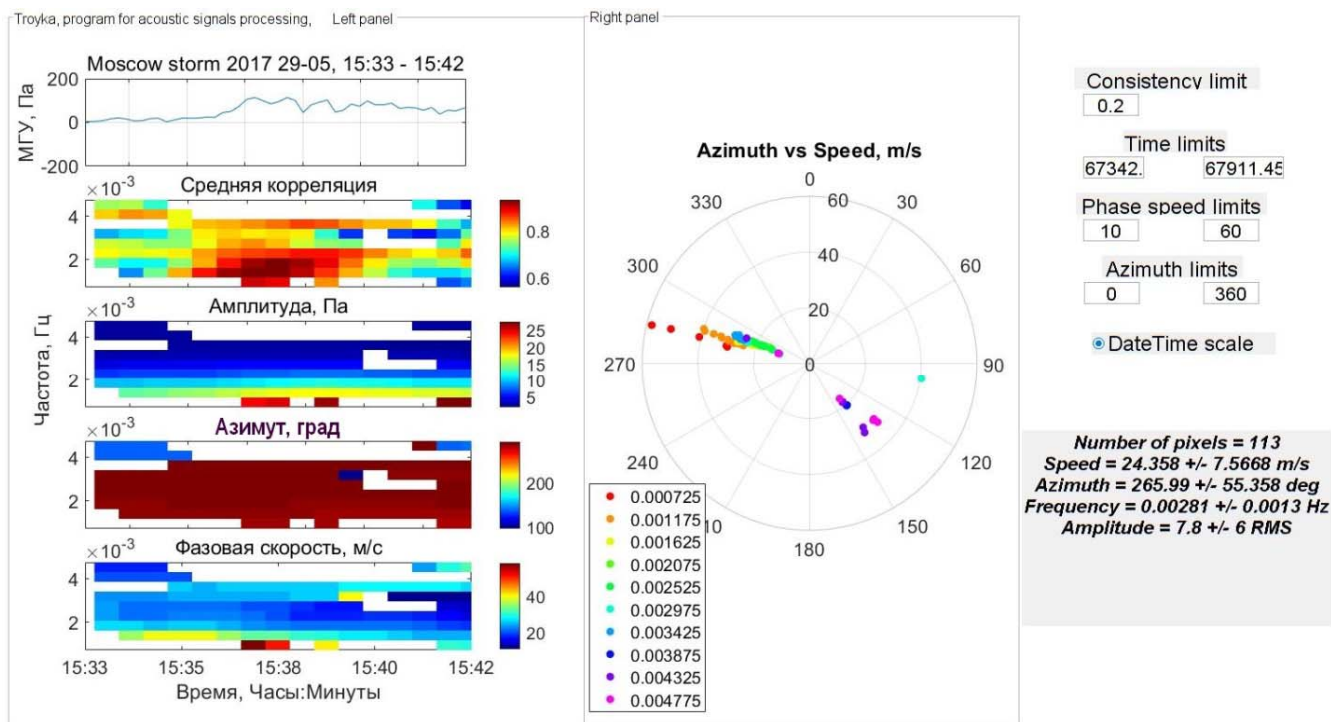 Troyka, program for acoustic signals processing, Left panel
Moscow storm 2017 29-05, 15:33 - 15:42
МГУ, Па
200
0
-200
Средняя корреляция
×10⁻³
4
2
0.8
0.6
Амплитуда, Па
×10⁻³
4
2
25
20
15
10
5
Частота, Гц
Азимут, град
×10⁻³
4
2
200
100
Фазовая скорость, м/с
×10⁻³
4
2
40
20
15:33 15:35 15:38 15:40 15:42
Время, Часы:Минуты
Right panel
Azimuth vs Speed, m/s
0
30
60
90
120
150
180
10
240
270
300
330
60
40
20
0
0.000725
0.001175
0.001625
0.002075
0.002525
0.002975
0.003425
0.003875
0.004325
0.004775
Consistency limit
0.2
Time limits
67342. 67911.45
Phase speed limits
10 60
Azimuth limits
0 360
DateTime scale
Number of pixels = 113
Speed = 24.358 +/- 7.5668 m/s
Azimuth = 265.99 +/- 55.358 deg
Frequency = 0.00281 +/- 0.0013 Hz
Amplitude = 7.8 +/- 6 RMS